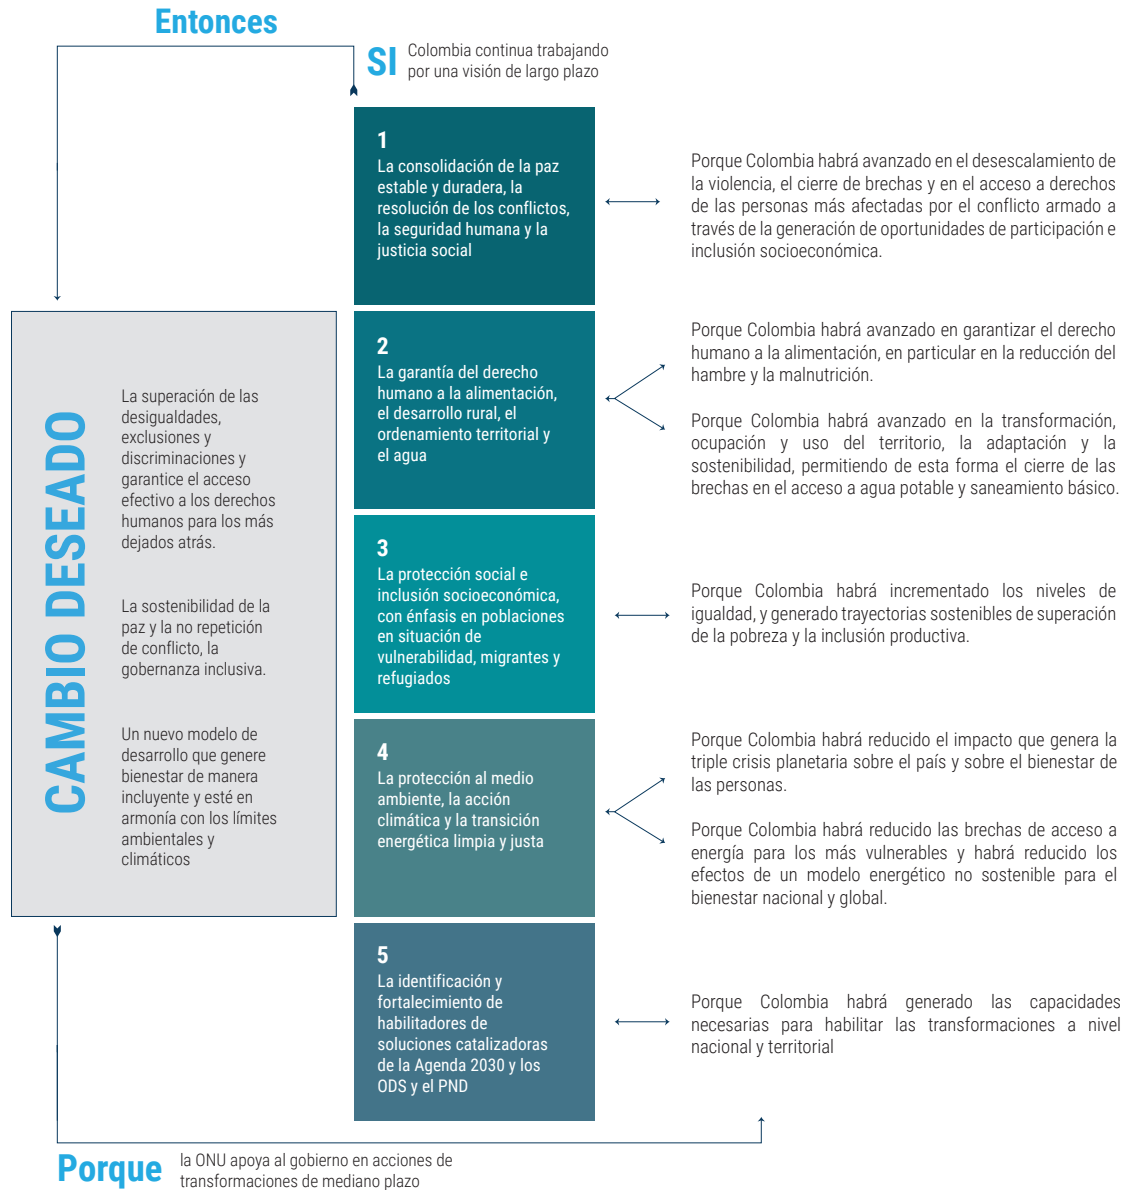 Entonces
SI
Colombia continua trabajando
por una visión de largo plazo
1
La consolidación de la paz
estable y duradera, la
resolución de los conflictos,
la seguridad humana y la
justicia social
Porque Colombia habrá avanzado en el desescalamiento de
la violencia, el cierre de brechas y en el acceso a derechos
de las personas más afectadas por el conflicto armado a
través de la generación de oportunidades de participación e
inclusión socioeconómica.
CAMBIO DESEADO
La superación de las
desigualdades,
exclusiones y
discriminaciones y
garantice el acceso
efectivo a los derechos
humanos para los más
dejados atrás.
La sostenibilidad de la
paz y la no repetición
de conflicto, la
gobernanza inclusiva.
Un nuevo modelo de
desarrollo que genere
bienestar de manera
incluyente y esté en
armonía con los límites
ambientales y
climáticos
2
La garantía del derecho
humano a la alimentación,
el desarrollo rural, el
ordenamiento territorial y
el agua
Porque Colombia habrá avanzado en garantizar el derecho
humano a la alimentación, en particular en la reducción del
hambre y la malnutrición.
Porque Colombia habrá avanzado en la transformación,
ocupación y uso del territorio, la adaptación y la
sostenibilidad, permitiendo de esta forma el cierre de las
brechas en el acceso a agua potable y saneamiento básico.
3
La protección social e
inclusión socioeconómica,
con énfasis en poblaciones
en situación de
vulnerabilidad, migrantes y
refugiados
Porque Colombia habrá incrementado los niveles de
igualdad, y generado trayectorias sostenibles de superación
de la pobreza y la inclusión productiva.
4
La protección al medio
ambiente, la acción
climática y la transición
energética limpia y justa
Porque Colombia habrá reducido el impacto que genera la
triple crisis planetaria sobre el país y sobre el bienestar de
las personas.
Porque Colombia habrá reducido las brechas de acceso a
energía para los más vulnerables y habrá reducido los
efectos de un modelo energético no sostenible para el
bienestar nacional y global.
5
La identificación y
fortalecimiento de
habilitadores de
soluciones catalizadoras
de la Agenda 2030 y los
ODS y el PND
Porque Colombia habrá generado las capacidades
necesarias para habilitar las transformaciones a nivel
nacional y territorial
Porque
la ONU apoya al gobierno en acciones de
transformaciones de mediano plazo